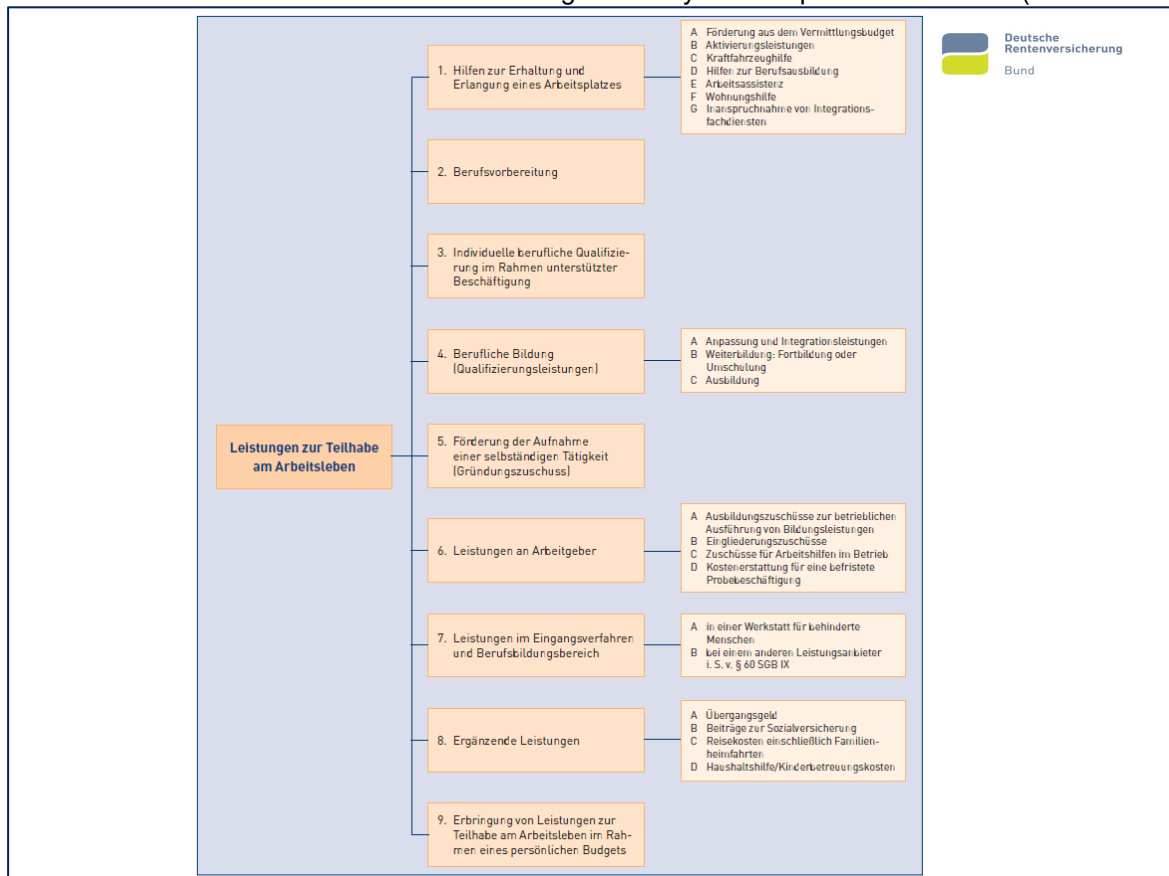 1. Hilfen zur Erhaltung und
Erlangung eines Arbeitsplatzes
A Förderung aus dem Vermittlungsbudget
B Aktivierungsleistungen
C Kraftfahrzeughilfe
D Hilfen zur Berufsausbildung
E Arbeitsassistenz
F Wohnungshilfe
G Inanspruchnahme von Integrations-
fachdiensten
Deutsche
Rentenversicherung
Bund
2. Berufsvorbereitung
3. Individuelle berufliche Qualifizie-
rung im Rahmen unterstützter
Beschäftigung
4. Berufliche Bildung
(Qualifizierungsleistungen)
A Anpassung und Integrationsleistungen
B Weiterbildung: Fortbildung oder
Umschulung
C Ausbildung
Leistungen zur Teilhabe
am Arbeitsleben
5. Förderung der Aufnahme
einer selbständigen Tätigkeit
(Gründungszuschuss)
6. Leistungen an Arbeitgeber
A Ausbildungszuschüsse zur betrieblichen
Ausführung von Bildungsleistungen
B Eingliederungszuschüsse
C Zuschüsse für Arbeitshilfen im Betrieb
D Kostenerstattung für eine befristete
Probebeschäftigung
7. Leistungen im Eingangsverfahren
und Berufsbildungsbereich
A in einer Werkstatt für behinderte
Menschen
B bei einem anderen Leistungsanbieter
i. S. v. § 60 SGB IX
8. Ergänzende Leistungen
A Übergangsgeld
B Beiträge zur Sozialversicherung
C Reisekosten einschließlich Familien-
heimfahrten
D Haushaltshilfe/Kinderbetreuungskosten
9. Erbringung von Leistungen zur
Teilhabe am Arbeitsleben im Rah-
men eines persönlichen Budgets